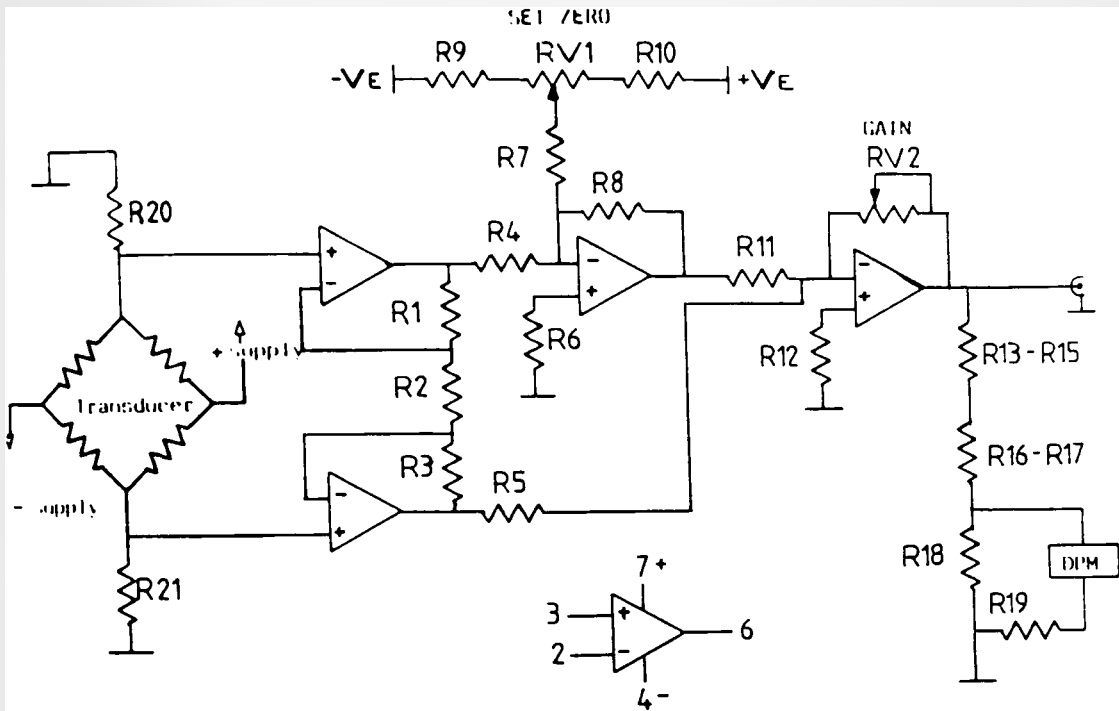 SET ZERO
R9 RV1 R10
-VE +VE
R7
GAIN
RV2
R8
R20
R4
R11
+
-
-
+
-
+
R1
R6
R12
+ Supply
R13-R15
R2
Transducer
R3
R16-R17
R5
- Supply
-
+
R18
DPM
R21
7+
R19
3
+
6
2
-
4-